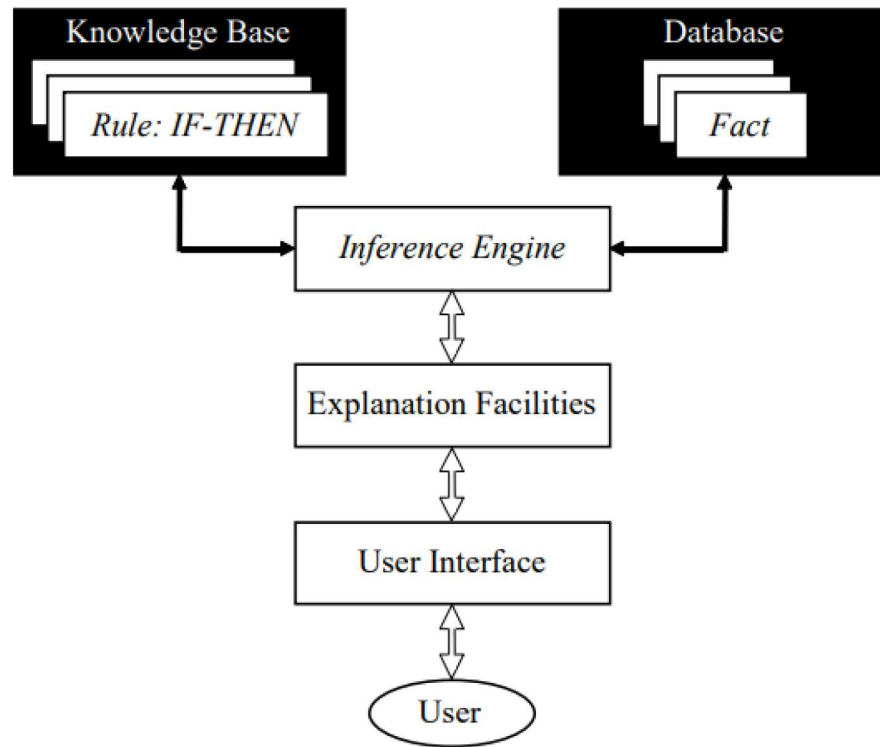 Knowledge Base
Rule: IF-THEN
Database
Fact
Inference Engine
Explanation Facilities
User Interface
User